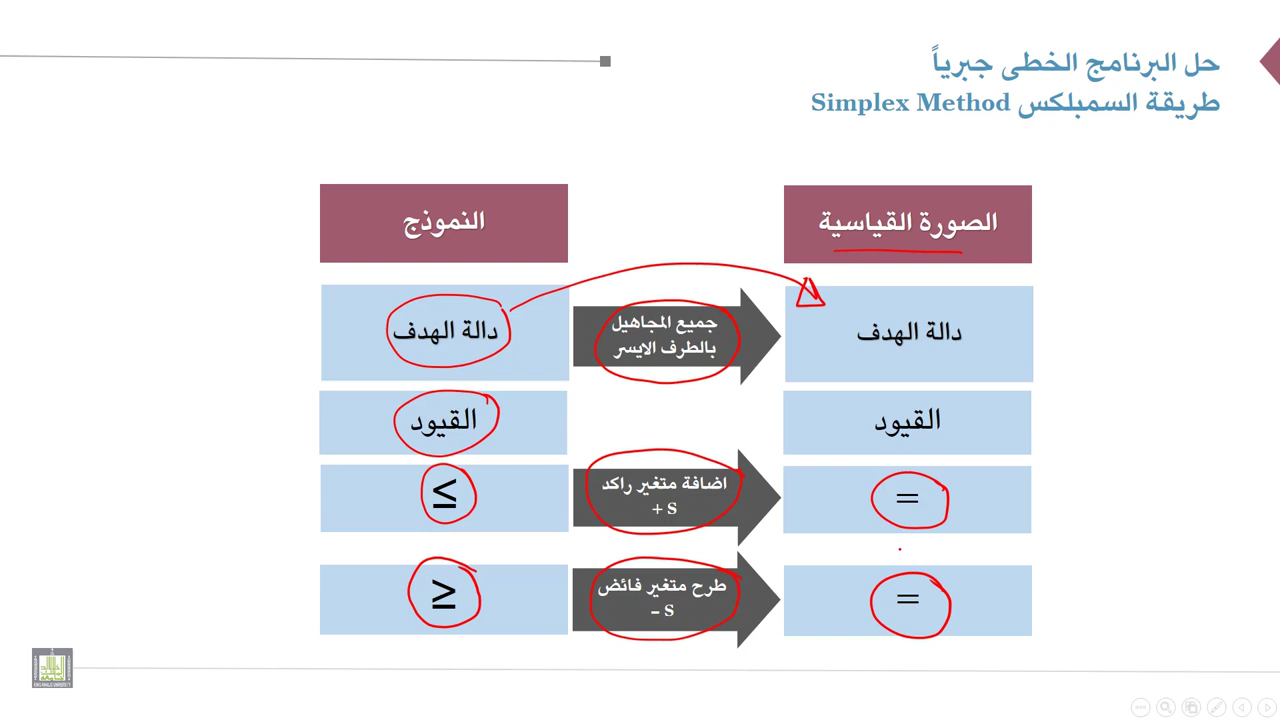 حل البرنامج الخطى جبرياً
طريقة السمبلكس Simplex Method
الصورة القياسية
النموذج
دالة الهدف
جميع المجاهيل
بالطرف الايسر
دالة الهدف
القيود
القيود
≤
اضافة متغير راكد
+ S
=
≥
طرح متغير فائض
– S
=